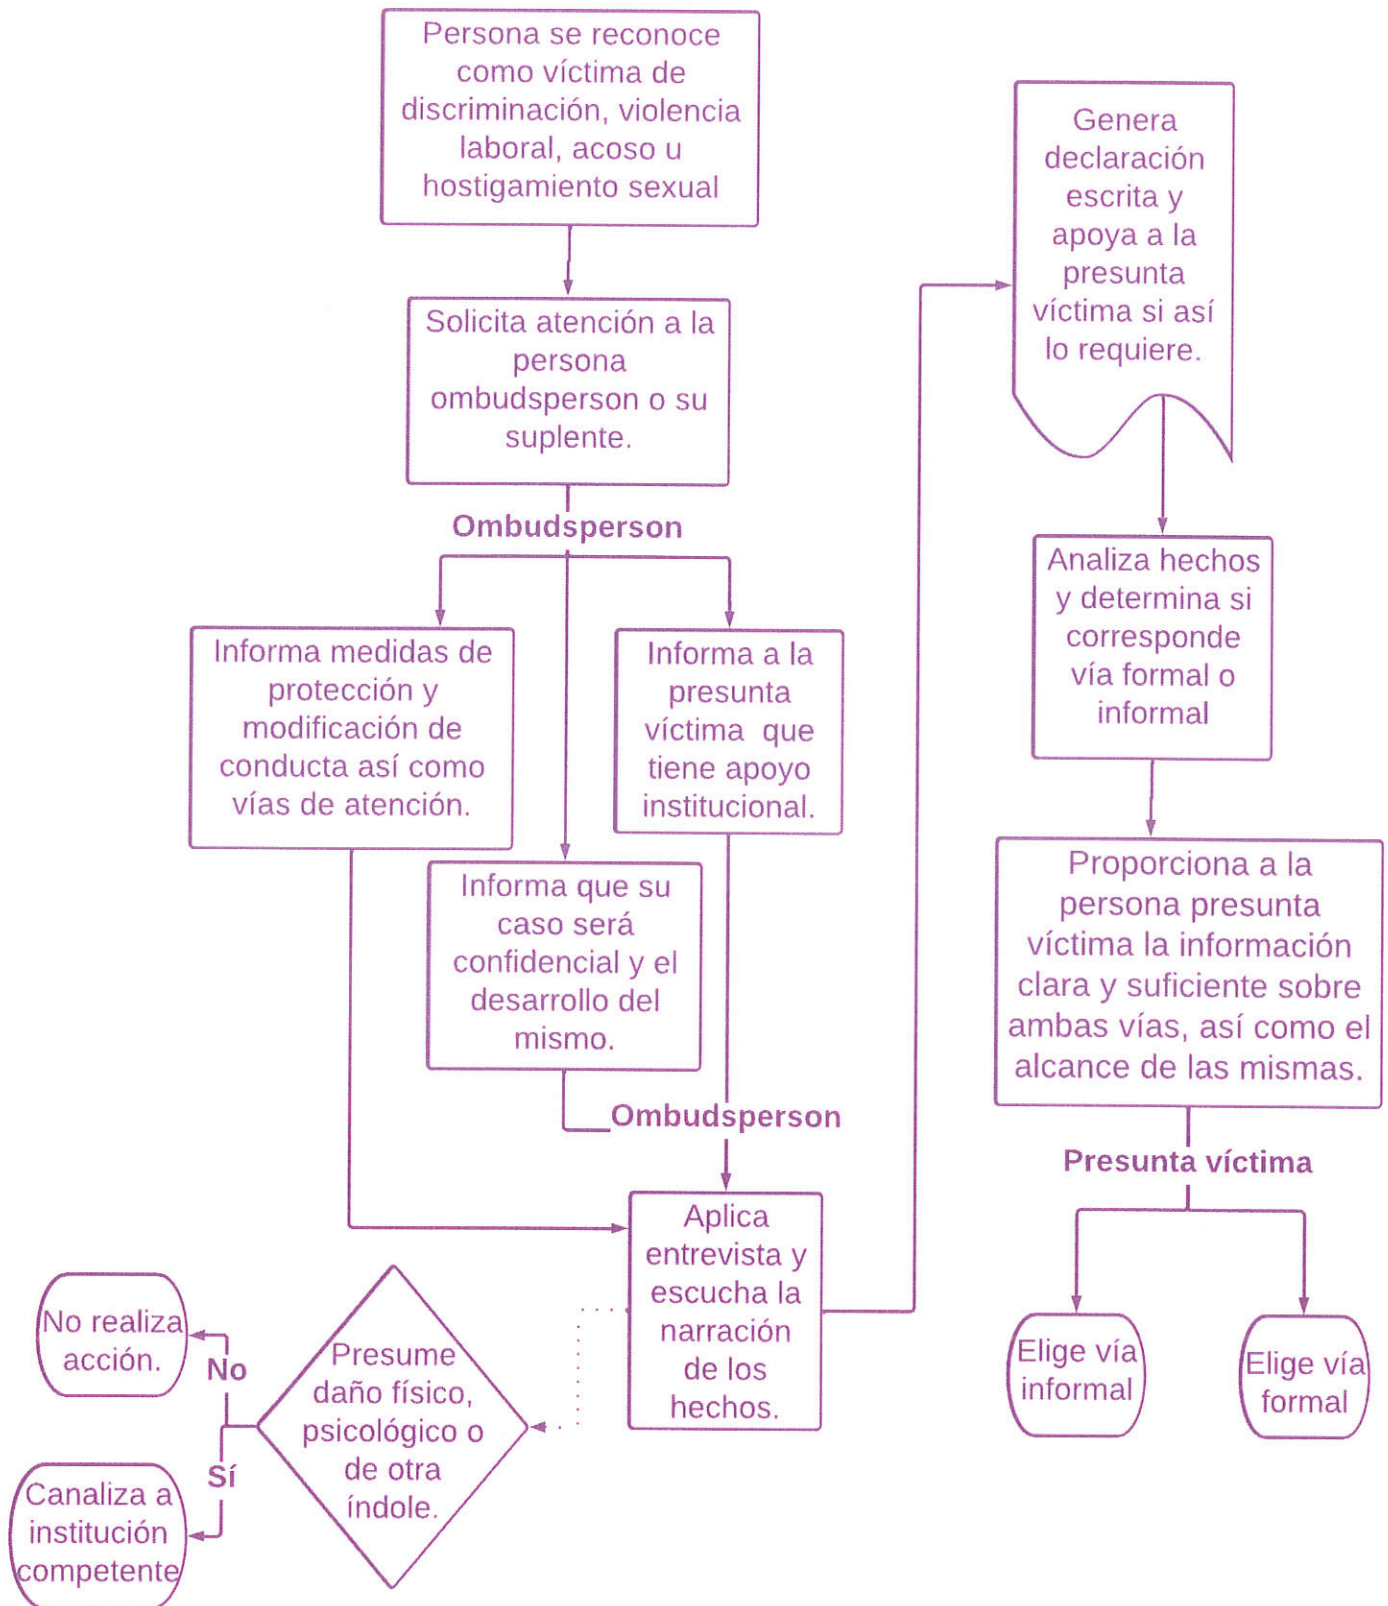 Persona se reconoce
como víctima de
discriminación, violencia
laboral, acoso u
hostigamiento sexual
Solicita atención a la
persona
ombudsperson o su
suplente.
Ombudsperson
Informa medidas de
protección y
modificación de
conducta así como
vías de atención.
Informa a la
presunta
víctima que
tiene apoyo
institucional.
Informa que su
caso será
confidencial y el
desarrollo del
mismo.
Ombudsperson
Aplica
entrevista y
escucha la
narración
de los
hechos.
Presume
daño físico,
psicológico o
de otra
índole.
No
No realiza
acción.
Sí
Canaliza a
institución
competente
Genera
declaración
escrita y
apoya a la
presunta
víctima si así
lo requiere.
Analiza hechos
y determina si
corresponde
vía formal o
informal
Proporciona a la
persona presunta
víctima la información
clara y suficiente sobre
ambas vías, así como el
alcance de las mismas.
Presunta víctima
Elige vía
informal
Elige vía
formal